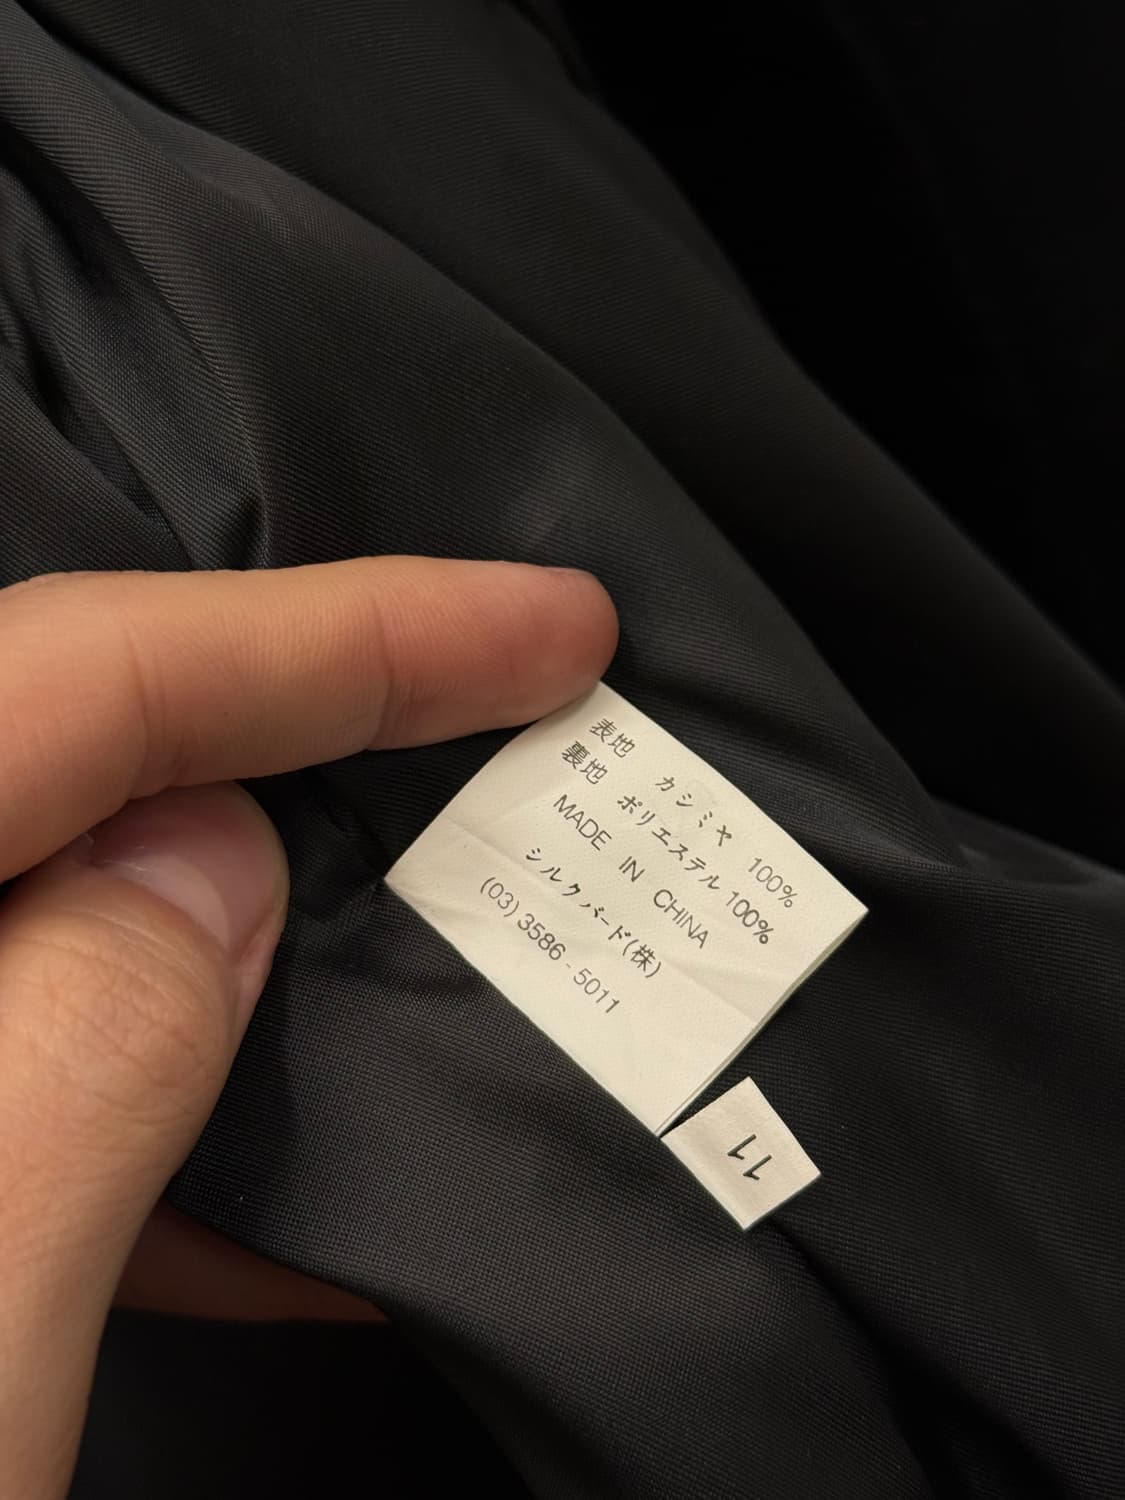 表地 カシミヤ 100%
裏地 ポリエステル 100%
MADE IN CHINA
シルクバード(株)
(03) 3586-5011
11